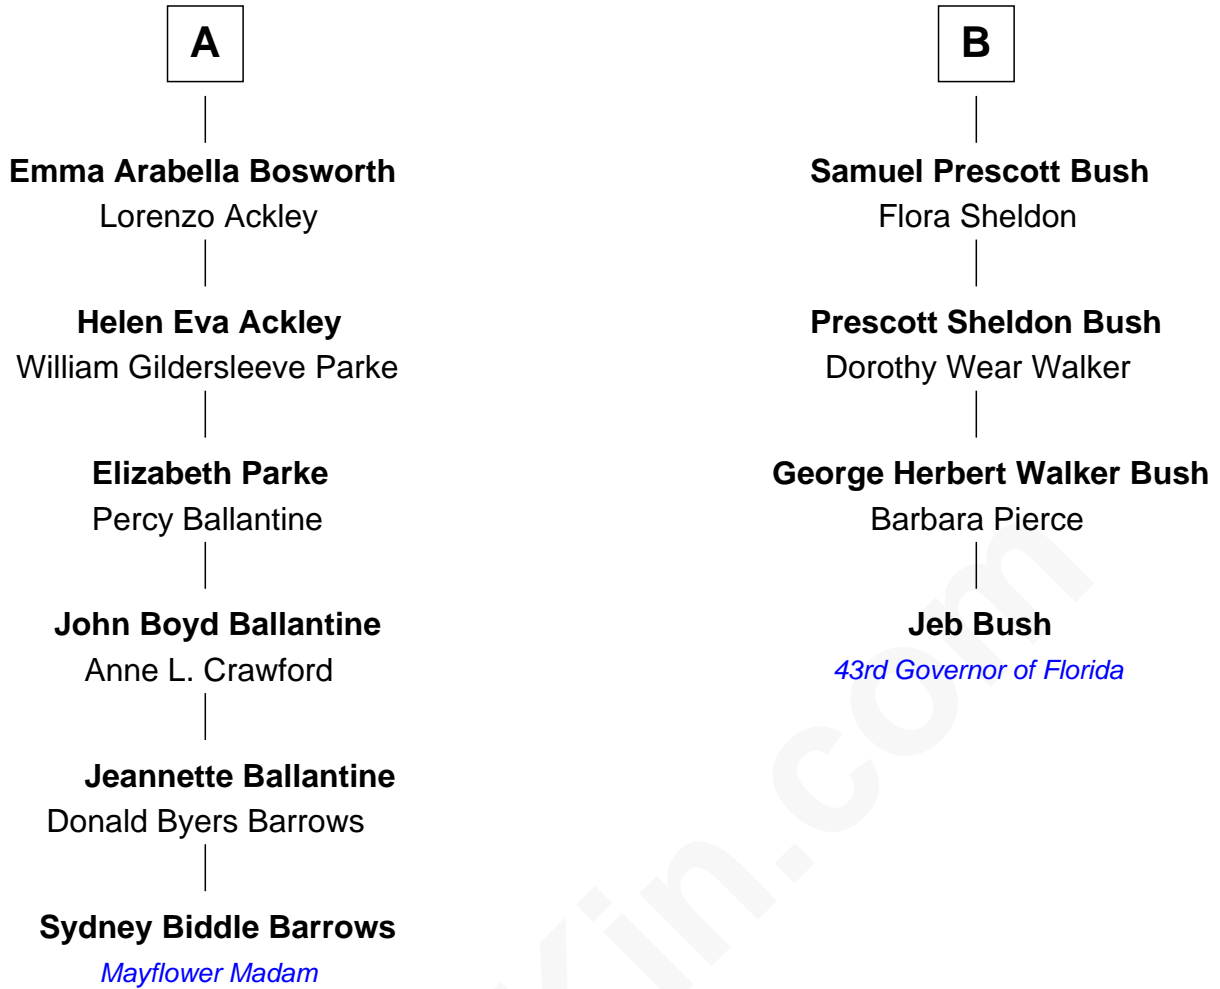 A
Emma Arabella Bosworth
Lorenzo Ackley
Helen Eva Ackley
William Gildersleeve Parke
Elizabeth Parke
Percy Ballantine
John Boyd Ballantine
Anne L. Crawford
Jeannette Ballantine
Donald Byers Barrows
Sydney Biddle Barrows
Mayflower Madam
B
Samuel Prescott Bush
Flora Sheldon
Prescott Sheldon Bush
Dorothy Wear Walker
George Herbert Walker Bush
Barbara Pierce
Jeb Bush
43rd Governor of Florida
Kin.com